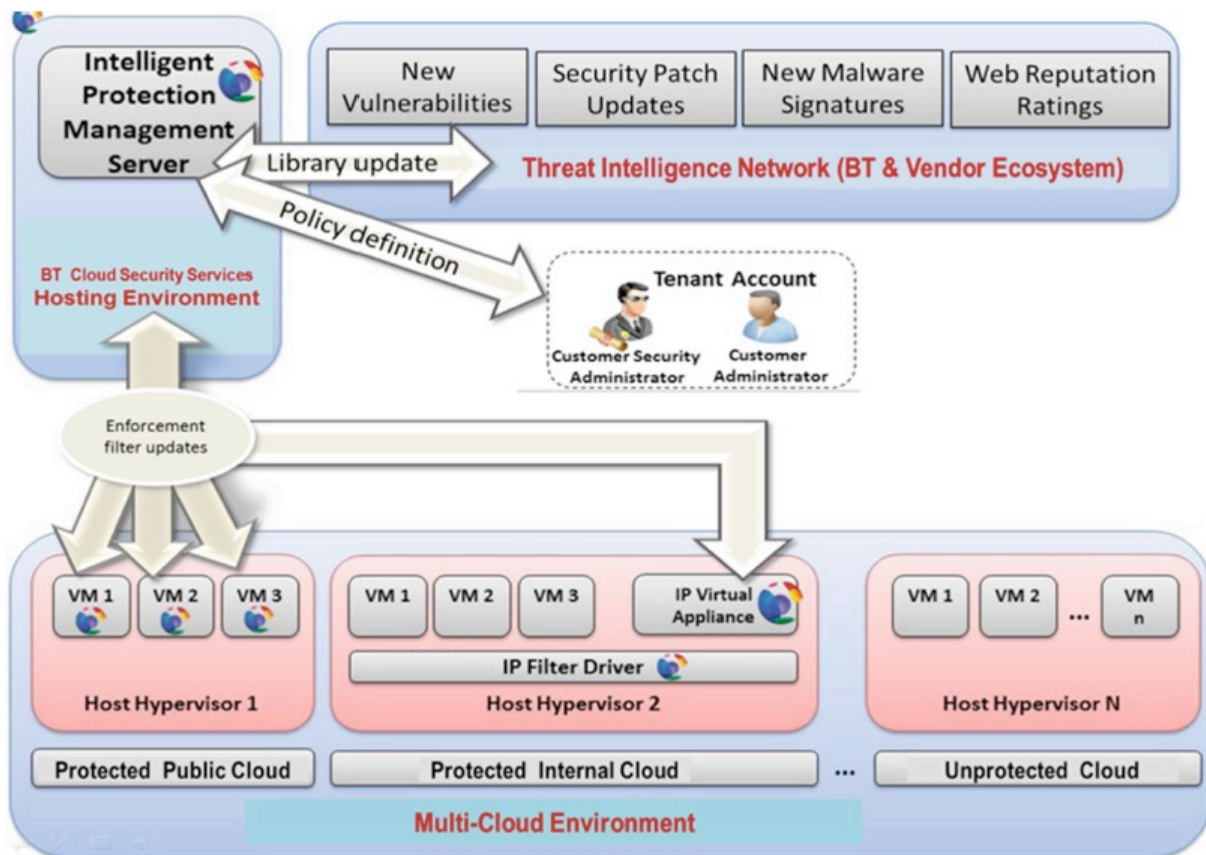 Intelligent
Protection
Management
Server
New
Vulnerabilities
Security Patch
Updates
New Malware
Signatures
Web Reputation
Ratings
Library update
Threat Intelligence Network (BT & Vendor Ecosystem)
Policy definition
BT Cloud Security Services
Hosting Environment
Tenant Account
Customer Security
Administrator
Customer
Administrator
Enforcement
filter updates
VM 1
VM 2
VM 3
Host Hypervisor 1
VM 1
VM 2
VM 3
IP Virtual
Appliance
IP Filter Driver
Host Hypervisor 2
VM 1
VM 2
...
VM
n
Host Hypervisor N
Protected Public Cloud
Protected Internal Cloud
...
Unprotected Cloud
Multi-Cloud Environment